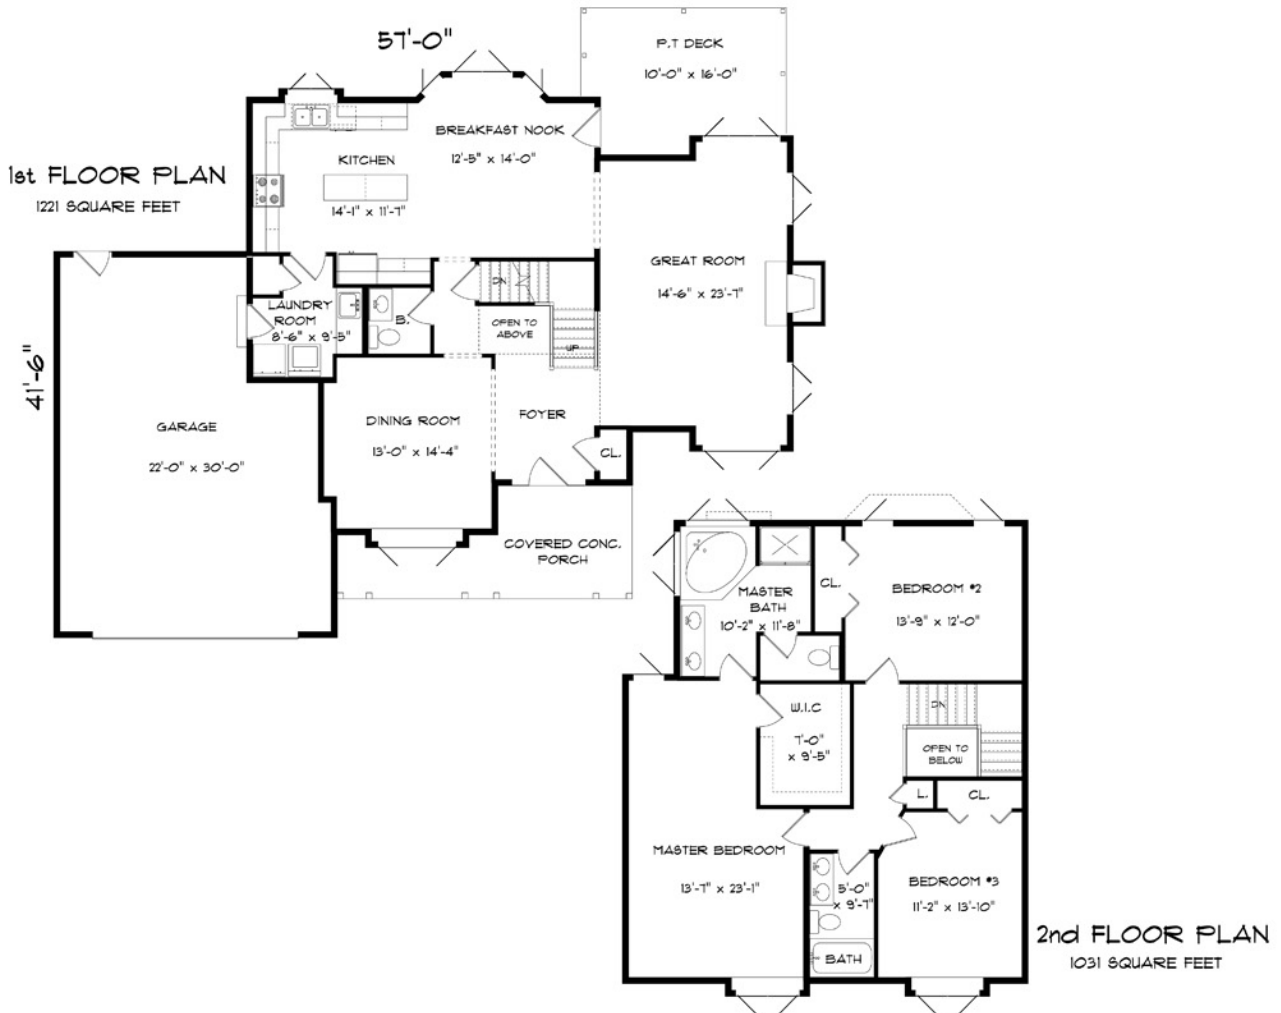 57'-0"
P.T DECK
10'-0" x 16'-0"
BREAKFAST NOOK
12'-5" x 14'-0"
KITCHEN
14'-1" x 11'-7"
1st FLOOR PLAN
1221 SQUARE FEET
GREAT ROOM
14'-6" x 23'-7"
DN
LAUNDRY
ROOM
8'-6" x 9'-5"
B.
OPEN TO
ABOVE
UP
41'-6"
GARAGE
22'-0" x 30'-0"
DINING ROOM
13'-0" x 14'-4"
FOYER
CL.
COVERED CONC.
PORCH
MASTER
BATH
10'-2" x 11'-8"
CL.
BEDROOM #2
13'-9" x 12'-0"
W.I.C
7'-0"
x 9'-5"
DN
OPEN TO
BELOW
L.
CL.
MASTER BEDROOM
13'-7" x 23'-1"
5'-0"
x 9'-7"
BATH
BEDROOM #3
11'-2" x 13'-10"
2nd FLOOR PLAN
1031 SQUARE FEET